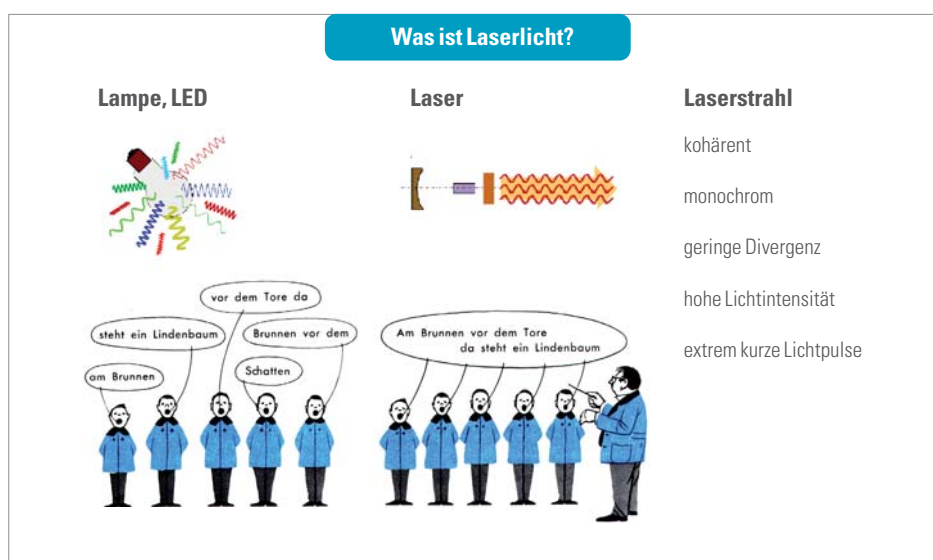 Was ist Laserlicht?
Lampe, LED
Laser
Laserstrahl
kohärent
monochrom
geringe Divergenz
hohe Lichtintensität
extrem kurze Lichtpulse
vor dem Tore da
steht ein Lindenbaum
Brunnen vor dem
am Brunnen
Schatten
Am Brunnen vor dem Tore
da steht ein Lindenbaum